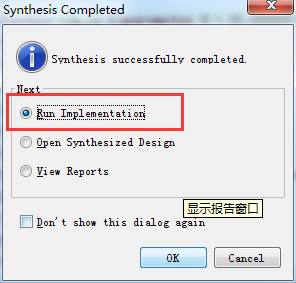 Synthesis Completed
Synthesis successfully completed.
Next
Run Implementation
Open Synthesized Design
View Reports
显示报告窗口
Don't show this dialog again
OK
Cancel